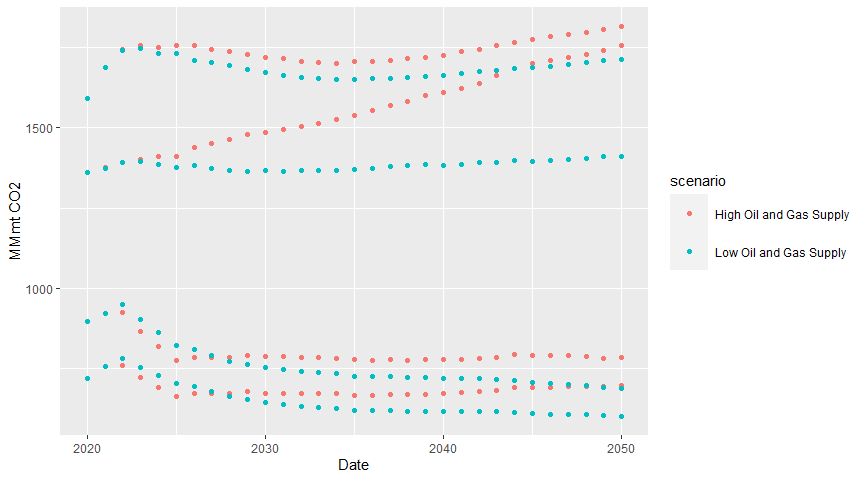 MMmt CO2
1500
1000
2020
2030
2040
2050
Date
scenario
High Oil and Gas Supply
Low Oil and Gas Supply